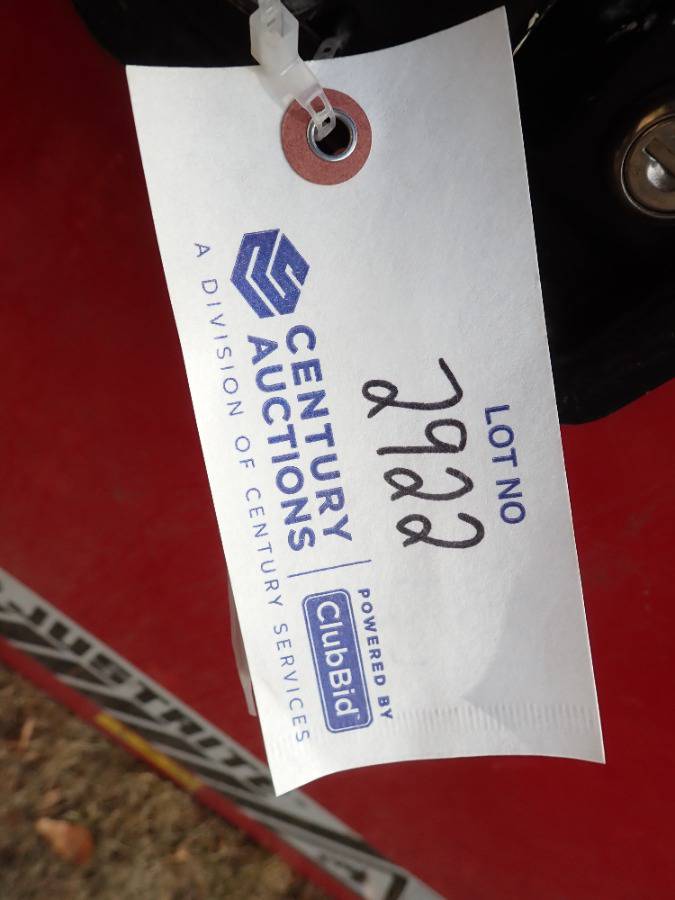 LOT NO
2922
CENTURY
AUCTIONS
POWERED BY
ClubBid
A DIVISION OF CENTURY SERVICES